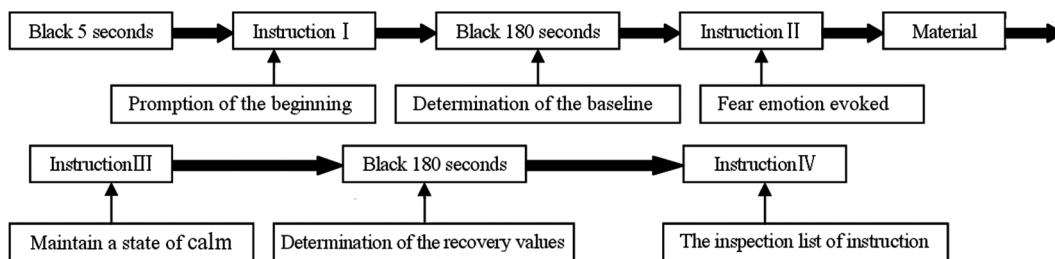 Black 5 seconds
Instruction Ⅰ
Black 180 seconds
Instruction Ⅱ
Material
Promption of the beginning
Determination of the baseline
Fear emotion evoked
InstructionⅢ
Black 180 seconds
InstructionⅣ
Maintain a state of calm
Determination of the recovery values
The inspection list of instruction